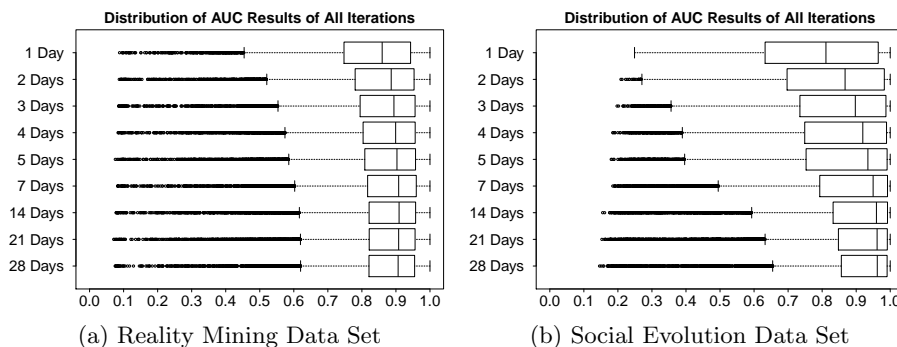 Distribution of AUC Results of All Iterations
1 Day
2 Days
3 Days
4 Days
5 Days
7 Days
14 Days
21 Days
28 Days
0.0 0.1 0.2 0.3 0.4 0.5 0.6 0.7 0.8 0.9 1.0
(a) Reality Mining Data Set
Distribution of AUC Results of All Iterations
1 Day
2 Days
3 Days
4 Days
5 Days
7 Days
14 Days
21 Days
28 Days
0.0 0.1 0.2 0.3 0.4 0.5 0.6 0.7 0.8 0.9 1.0
(b) Social Evolution Data Set